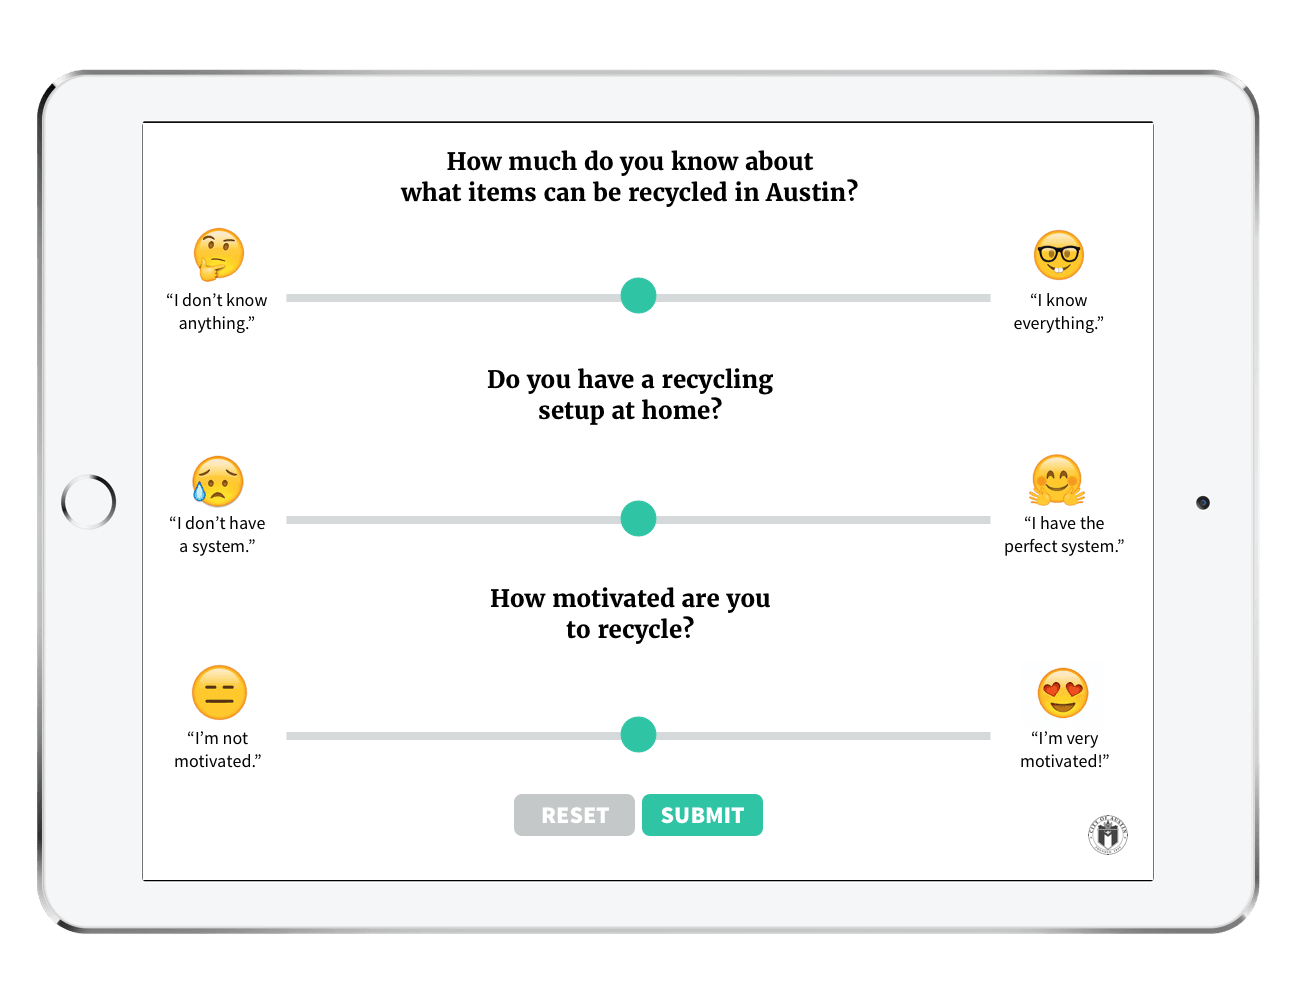 How much do you know about
what items can be recycled in Austin?
“I don’t know
anything.”
“I know
everything.”
Do you have a recycling
setup at home?
“I don’t have
a system.”
“I have the
perfect system.”
How motivated are you
to recycle?
“I’m not
motivated.”
“I’m very
motivated!”
RESET
SUBMIT
CITY OF AUSTIN